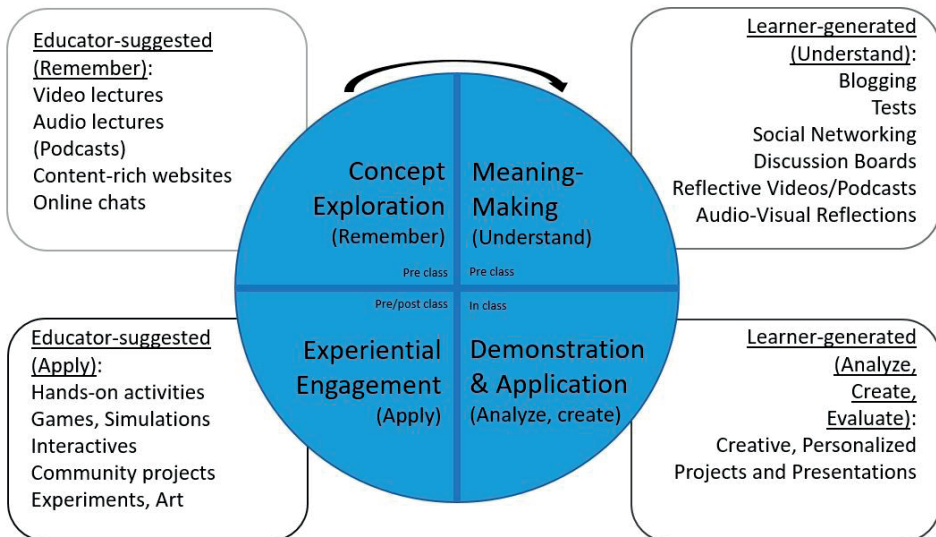 Educator-suggested
(Remember):
Video lectures
Audio lectures
(Podcasts)
Content-rich websites
Online chats
Learner-generated
(Understand):
Blogging
Tests
Social Networking
Discussion Boards
Reflective Videos/Podcasts
Audio-Visual Reflections
Concept
Exploration
(Remember)
Pre class
Meaning-
Making
(Understand)
Pre class
Pre/post class
Experiential
Engagement
(Apply)
In class
Demonstration
& Application
(Analyze, create)
Educator-suggested
(Apply):
Hands-on activities
Games, Simulations
Interactives
Community projects
Experiments, Art
Learner-generated
(Analyze,
Create,
Evaluate):
Creative, Personalized
Projects and Presentations